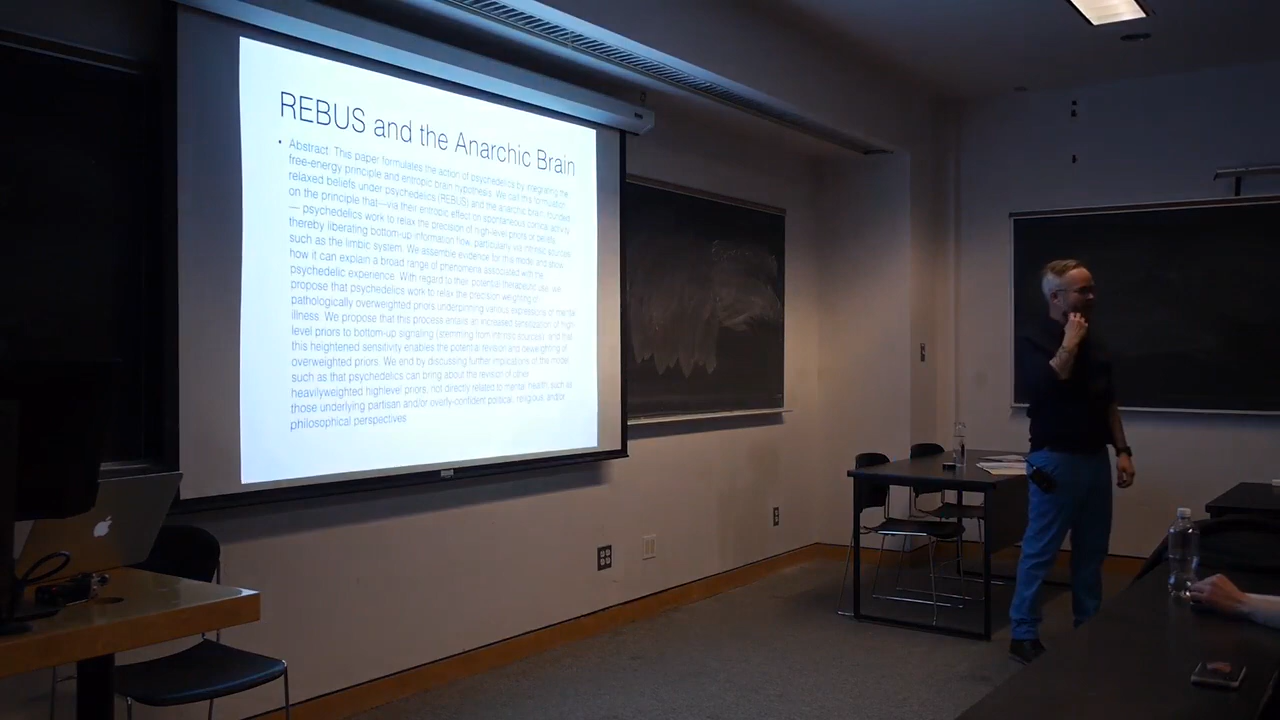 REBUS and the Anarchic Brain
• Abstract This paper formulates the action of psychedelics by integrating the
free-energy principle and entropic brain hypothesis. We call this formulation
relaxed beliefs under psychedelics (REBUS) and the anarchic brain, founded
on the principle that—via their entropic effect on spontaneous cortical activity
— psychedelics work to relax the precision of high-level priors or beliefs,
thereby liberating bottom-up information flow, particularly via intrinsic sources
such as the limbic system. We assemble evidence for this model and show
how it can explain a broad range of phenomena associated with the
psychedelic experience. With regard to their potential therapeutic use, we
propose that psychedelics work to relax the precision weighting of
pathologically overweighted priors underpinning various expressions of mental
illness. We propose that this process entails an increased sensitization of high-
level priors to bottom-up signaling (stemming from intrinsic sources), and that
this heightened sensitivity enables the potential revision and deweighting of
overweighted priors. We end by discussing further implications of this model,
such as that psychedelics can bring about the revision of other
heavilyweighted highlevel priors, not directly related to mental health, such as
those underlying partisan and/or overly-confident political, religious, and/or
philosophical perspectives